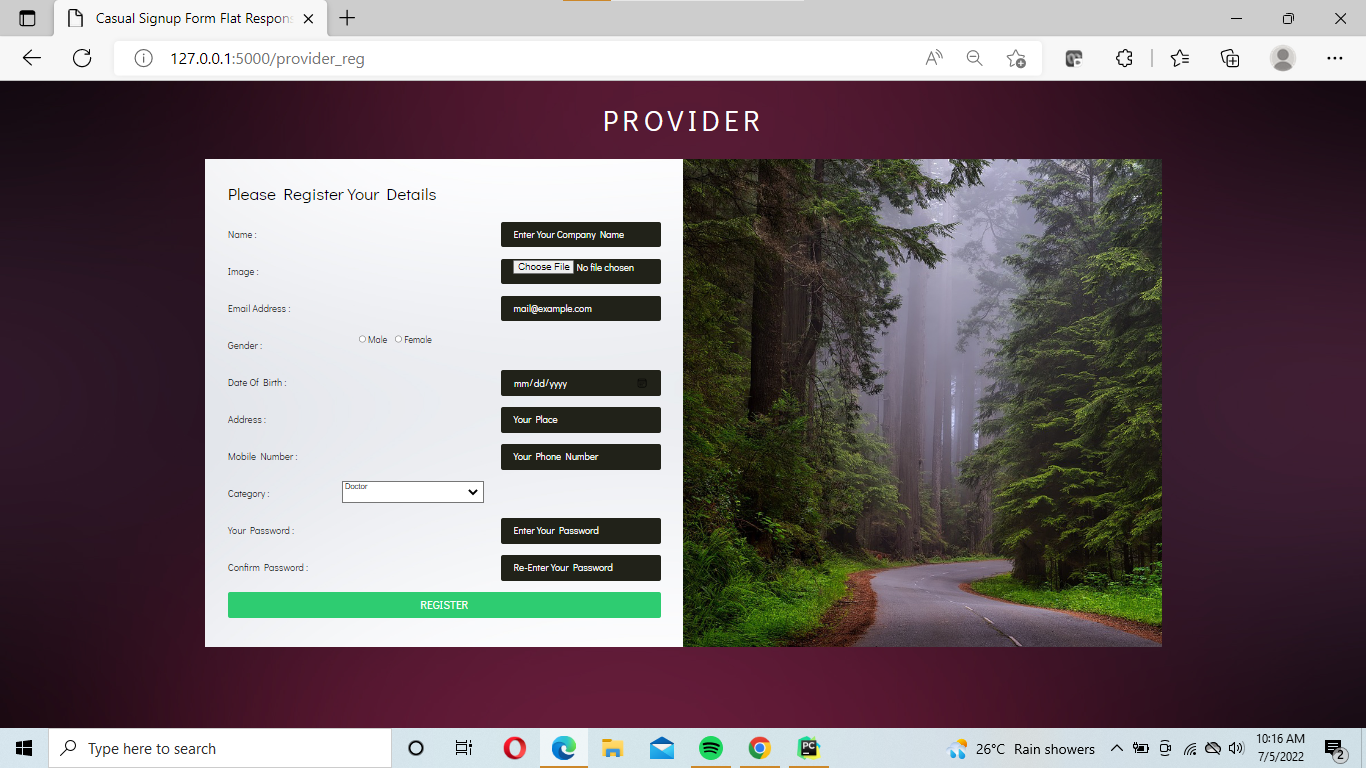 Casual Signup Form Flat Respon
127.0.0.1:5000/provider_reg
PROVIDER
Please Register Your Details
Name :
Enter Your Company Name
Image :
Choose File No file chosen
Email Address :
mail@example.com
Gender :
Male Female
Date Of Birth :
mm/dd/yyyy
Address :
Your Place
Mobile Number :
Your Phone Number
Category :
Doctor
Your Password :
Enter Your Password
Confirm Password :
Re-Enter Your Password
REGISTER
Type here to search
PC
26°C Rain showers
10:16 AM
7/5/2022
2